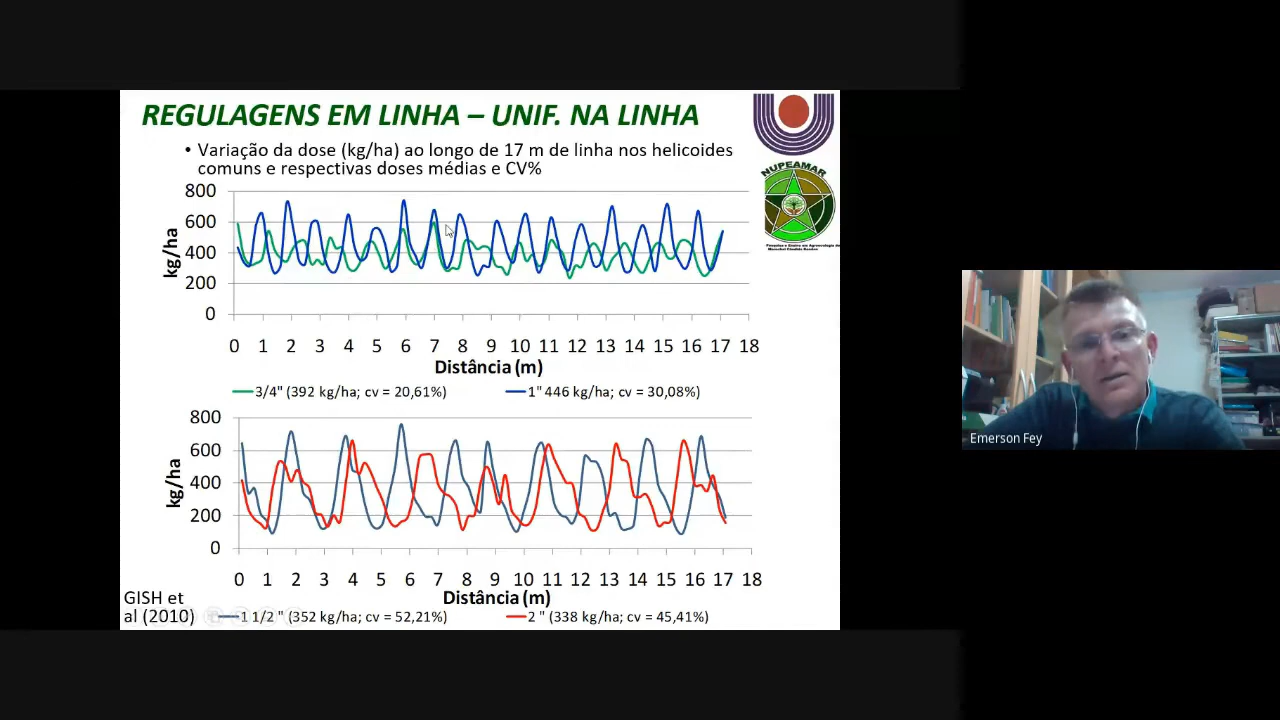 REGULAGENS EM LINHA – UNIF. NA LINHA
• Variação da dose (kg/ha) ao longo de 17 m de linha nos helicoides
comuns e respectivas doses médias e CV%
NUPEAMAR
800
600
400
200
0
kg/ha
0 1 2 3 4 5 6 7 8 9 10 11 12 13 14 15 16 17 18
Distância (m)
3/4" (392 kg/ha; cv = 20,61%) 1" 446 kg/ha; cv = 30,08%)
800
600
400
200
0
kg/ha
0 1 2 3 4 5 6 7 8 9 10 11 12 13 14 15 16 17 18
Distância (m)
GISH et
al (2010)
1 1/2 " (352 kg/ha; cv = 52,21%) 2 " (338 kg/ha; cv = 45,41%)
Emerson Fey